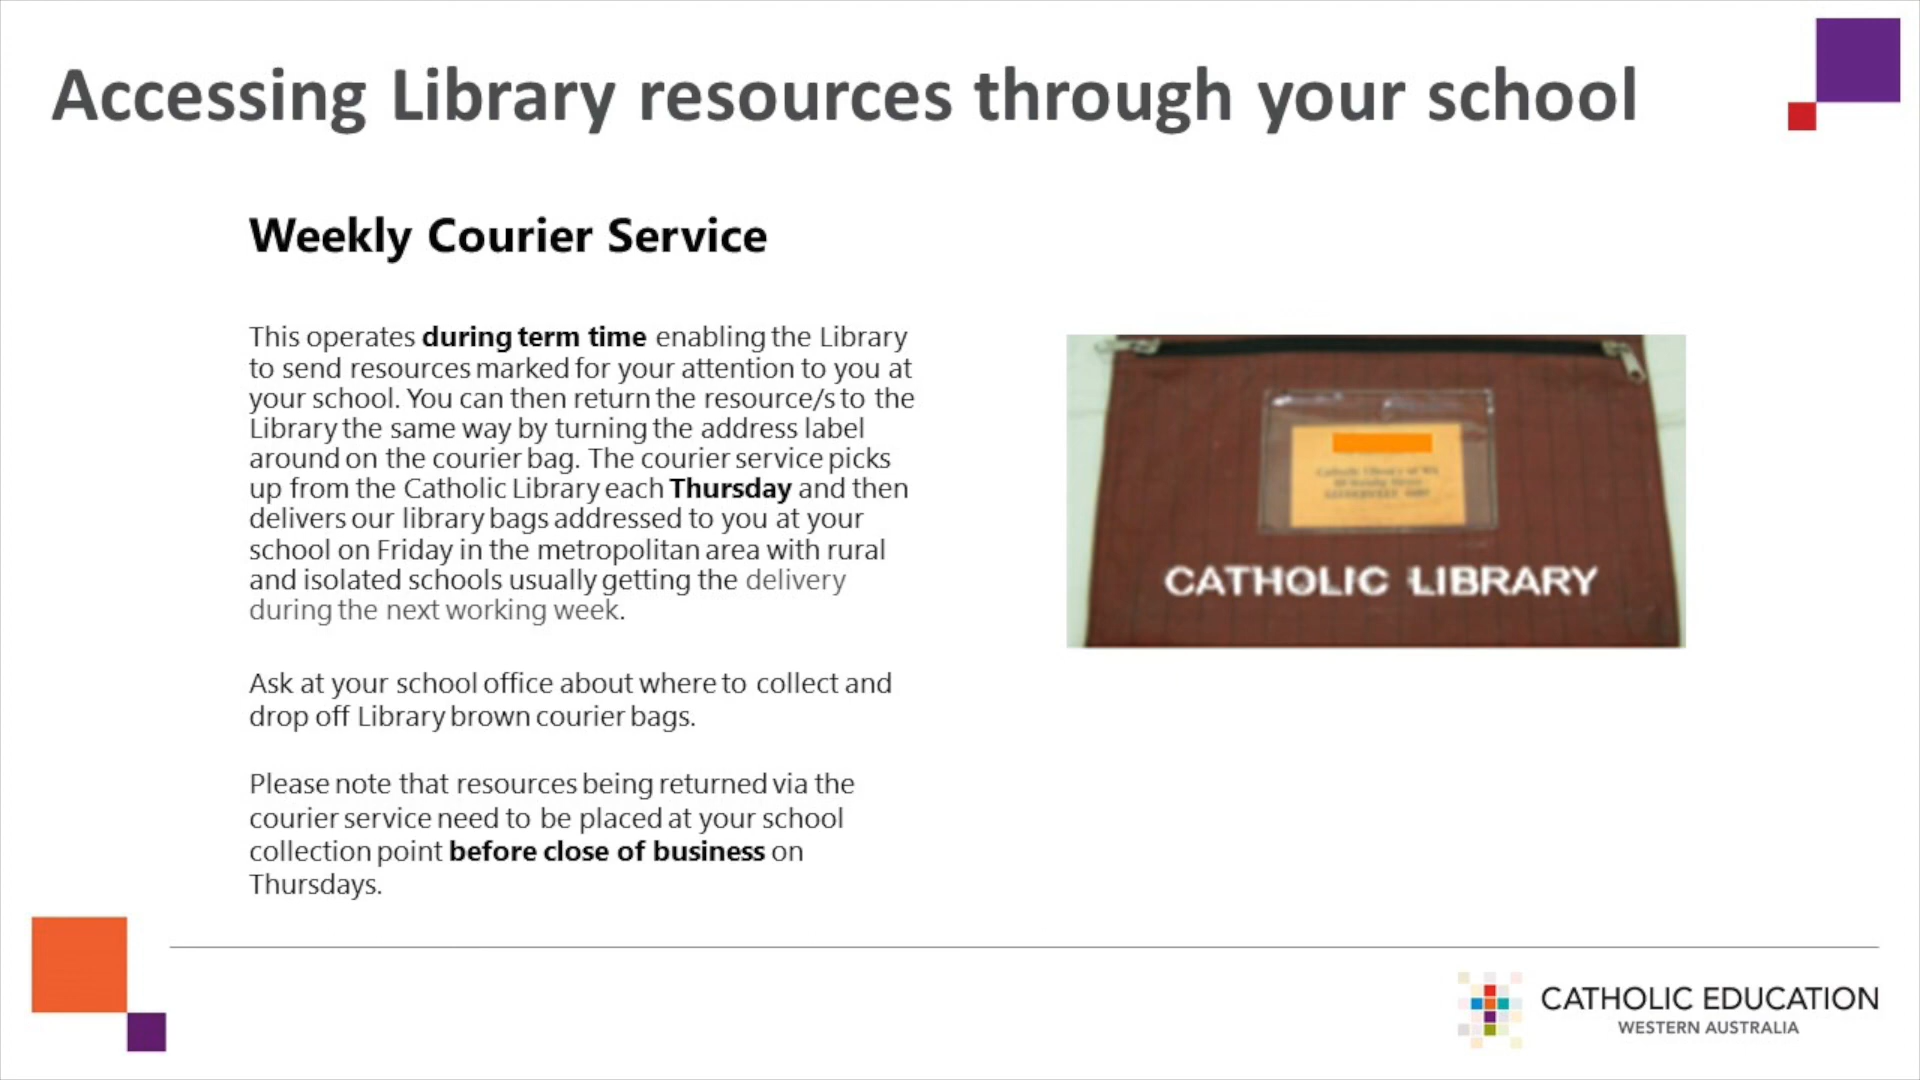 Accessing Library resources through your school
Weekly Courier Service
This operates during term time enabling the Library
to send resources marked for your attention to you at
your school. You can then return the resource/s to the
Library the same way by turning the address label
around on the courier bag. The courier service picks
up from the Catholic Library each Thursday and then
delivers our library bags addressed to you at your
school on Friday in the metropolitan area with rural
and isolated schools usually getting the delivery
during the next working week.
Ask at your school office about where to collect and
drop off Library brown courier bags.
Please note that resources being returned via the
courier service need to be placed at your school
collection point before close of business on
Thursdays.
CATHOLIC LIBRARY
CATHOLIC EDUCATION
WESTERN AUSTRALIA